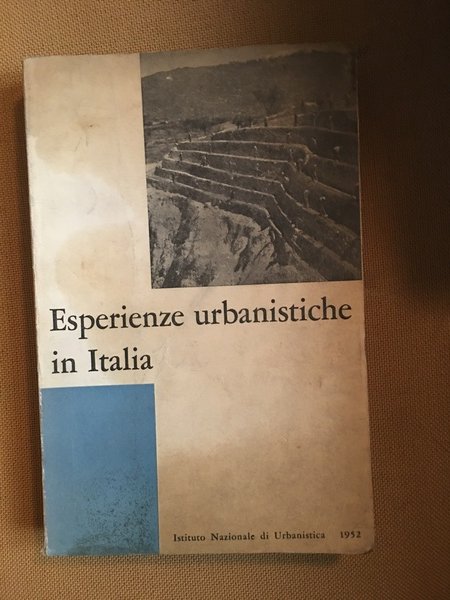 Esperienze urbanistiche
in Italia
Istituto Nazionale di Urbanistica 1952